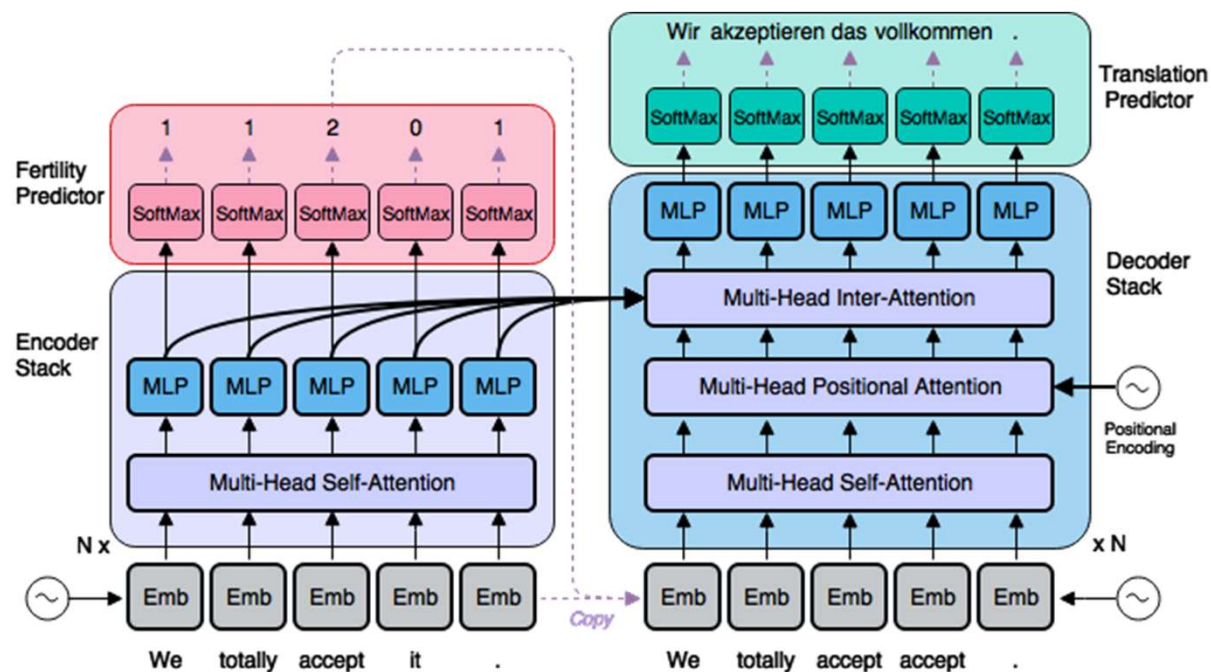 Wir akzeptieren das vollkommen .
Translation
Predictor
SoftMax SoftMax SoftMax SoftMax SoftMax
1 1 2 0 1
Fertility
Predictor
SoftMax SoftMax SoftMax SoftMax SoftMax
MLP MLP MLP MLP MLP
Decoder
Stack
Multi-Head Inter-Attention
Encoder
Stack
MLP MLP MLP MLP MLP
Multi-Head Positional Attention
Positional
Encoding
Multi-Head Self-Attention
Multi-Head Self-Attention
N x
x N
Emb Emb Emb Emb Emb
Copy
Emb Emb Emb Emb Emb
We totally accept it .
We totally accept accept .